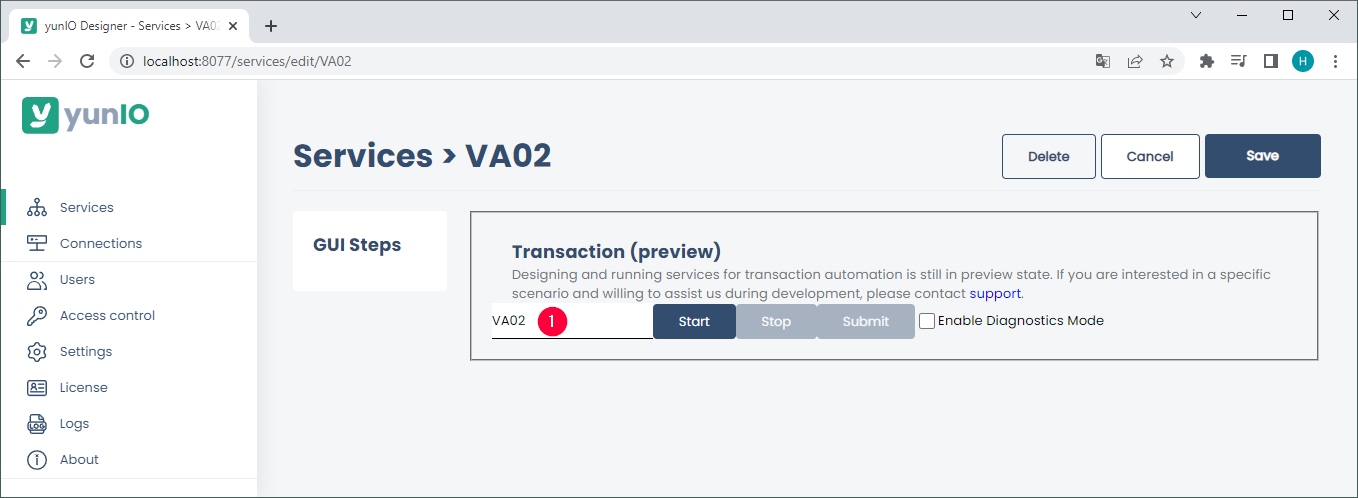 yunIO Designer - Services > VA02
localhost:8077/services/edit/VA02
H
yunIO
Services > VA02
Delete
Cancel
Save
Services
Connections
Users
Access control
Settings
License
LOG
Logs
About
GUI Steps
Transaction (preview)
Designing and running services for transaction automation is still in preview state. If you are interested in a specific
scenario and willing to assist us during development, please contact support.
VA02
1
Start
Stop
Submit
Enable Diagnostics Mode